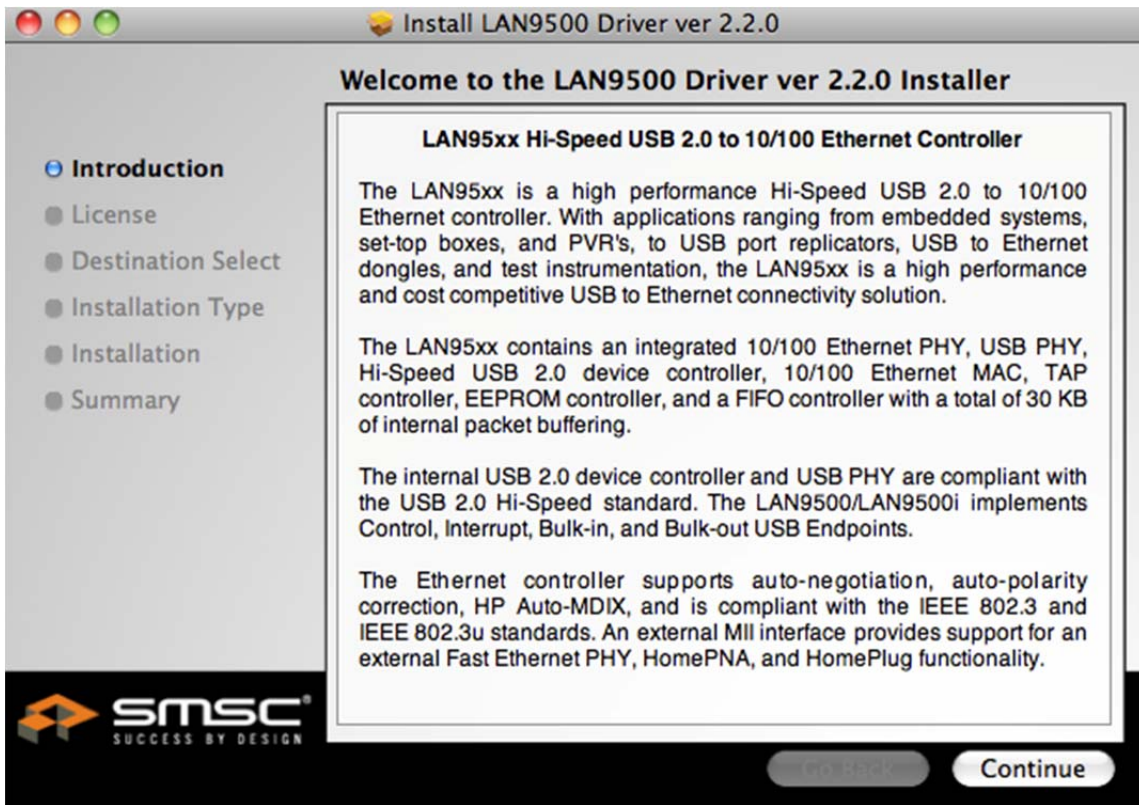 Install LAN9500 Driver ver 2.2.0
Welcome to the LAN9500 Driver ver 2.2.0 Installer
Introduction
License
Destination Select
Installation Type
Installation
Summary
LAN95xx Hi-Speed USB 2.0 to 10/100 Ethernet Controller
The LAN95xx is a high performance Hi-Speed USB 2.0 to 10/100
Ethernet controller. With applications ranging from embedded systems,
set-top boxes, and PVR's, to USB port replicators, USB to Ethernet
dongles, and test instrumentation, the LAN95xx is a high performance
and cost competitive USB to Ethernet connectivity solution.
The LAN95xx contains an integrated 10/100 Ethernet PHY, USB PHY,
Hi-Speed USB 2.0 device controller, 10/100 Ethernet MAC, TAP
controller, EEPROM controller, and a FIFO controller with a total of 30 KB
of internal packet buffering.
The internal USB 2.0 device controller and USB PHY are compliant with
the USB 2.0 Hi-Speed standard. The LAN9500/LAN9500i implements
Control, Interrupt, Bulk-in, and Bulk-out USB Endpoints.
The Ethernet controller supports auto-negotiation, auto-polarity
correction, HP Auto-MDIX, and is compliant with the IEEE 802.3 and
IEEE 802.3u standards. An external MII interface provides support for an
external Fast Ethernet PHY, HomePNA, and HomePlug functionality.
smsc®
SUCCESS BY DESIGN
Go Back
Continue